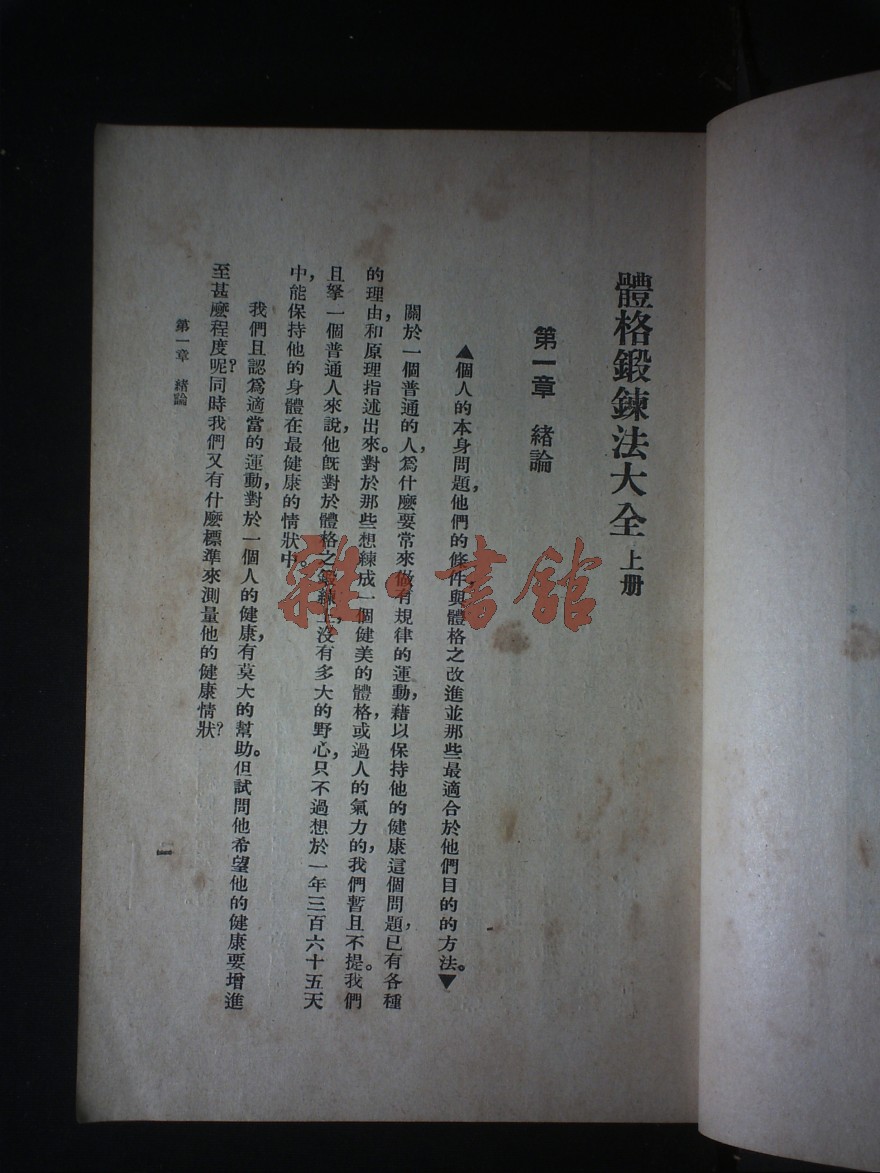 體格鍛鍊法大全 上册
第一章 緒論
▲個人的本身問題,他們的條件,與體格之改進並那些最適合於他們目的的方法。▼
關於一個普通的人,爲什麼要常來做有規律的運動,藉以保持他的健康這個問題,已有各種
的理由,和原理指述出來。對於那些想練成一個健美的體格,或過人的氣力的,我們暫且不提。我們
且拏一個普通人來說,他旣對於體格之鍛練上,沒有多大的野心,只不過想於一年三百六十五天
中,能保持他的身體在最健康的情狀中。
我們且認爲適當的運動,對於一個人的健康,有莫大的幫助。但試問他希望他的健康要增進
至甚麼程度呢?同時我們又有什麼標準來測量他的健康情狀?
第一章 緒論
一
雜·書館